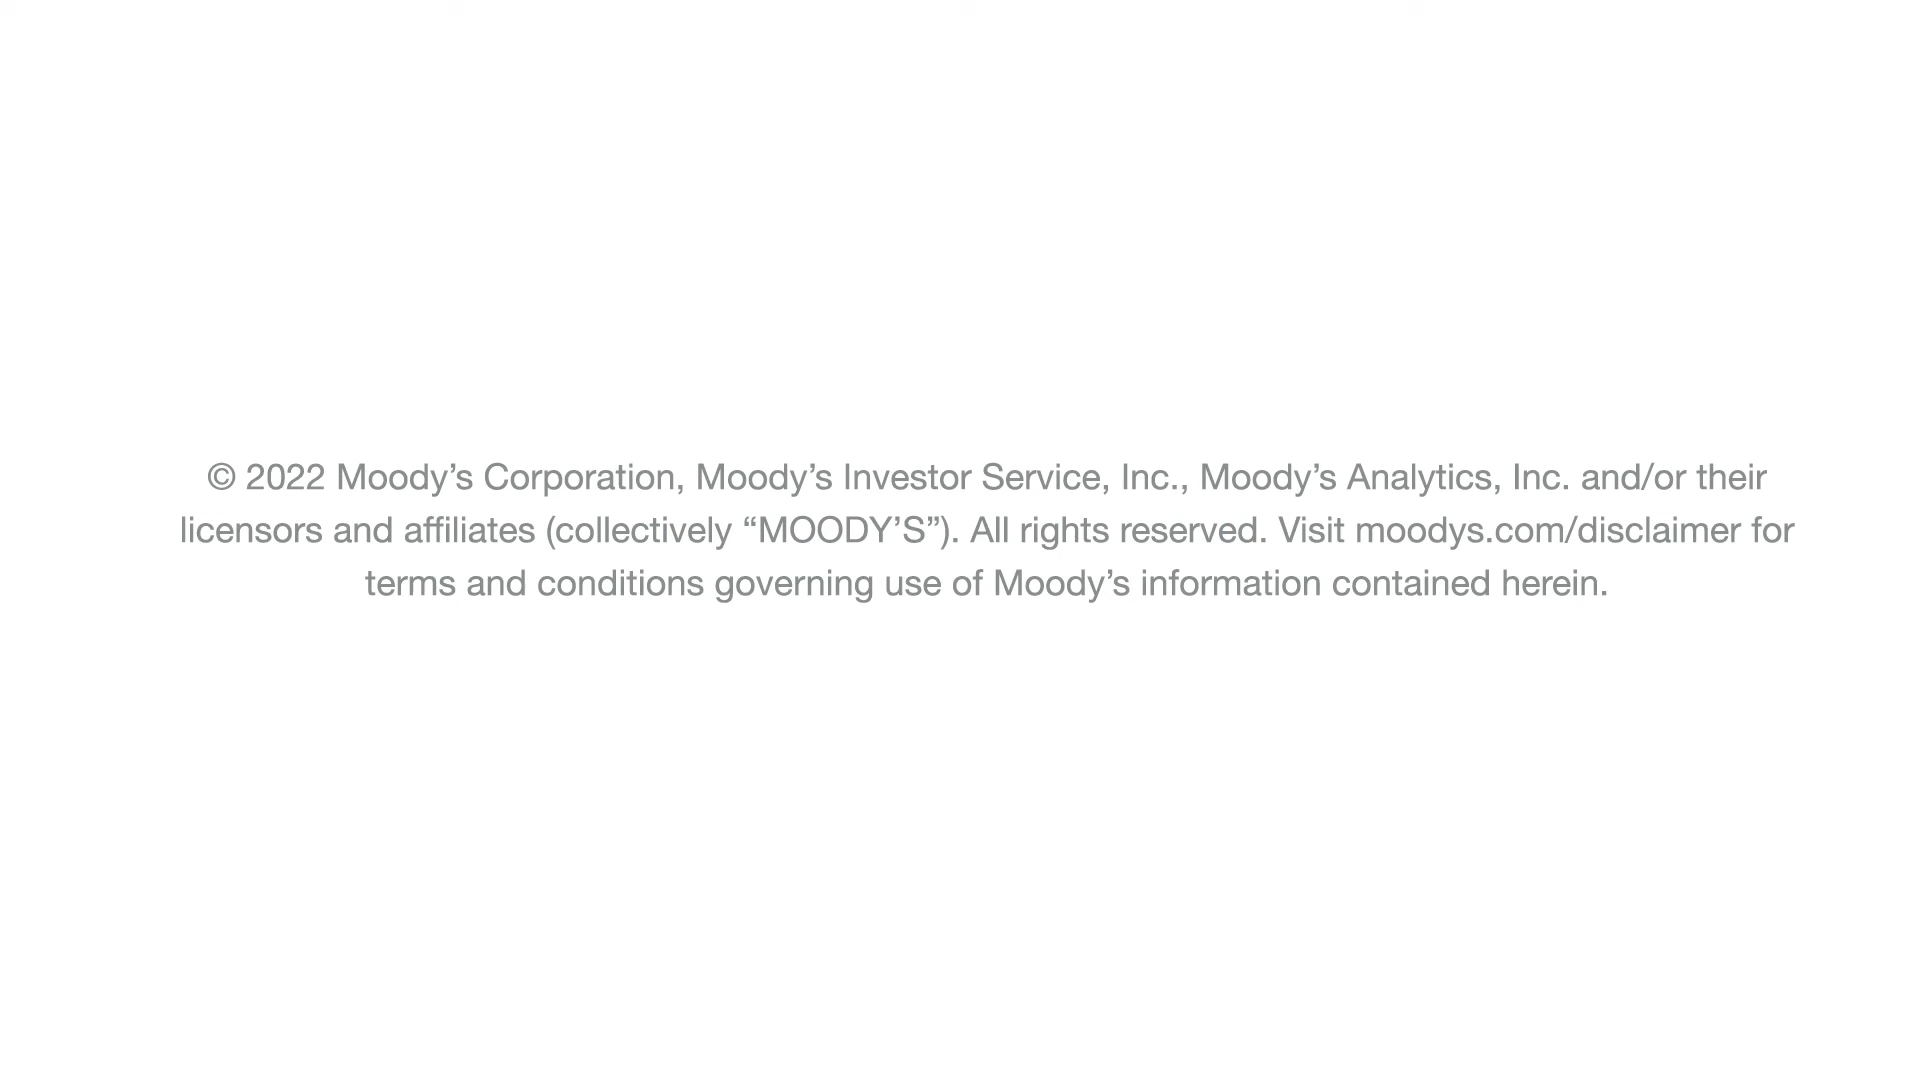 © 2022 Moody’s Corporation, Moody’s Investor Service, Inc., Moody’s Analytics, Inc. and/or their
licensors and affiliates (collectively “MOODY’S”). All rights reserved. Visit moodys.com/disclaimer for
terms and conditions governing use of Moody’s information contained herein.